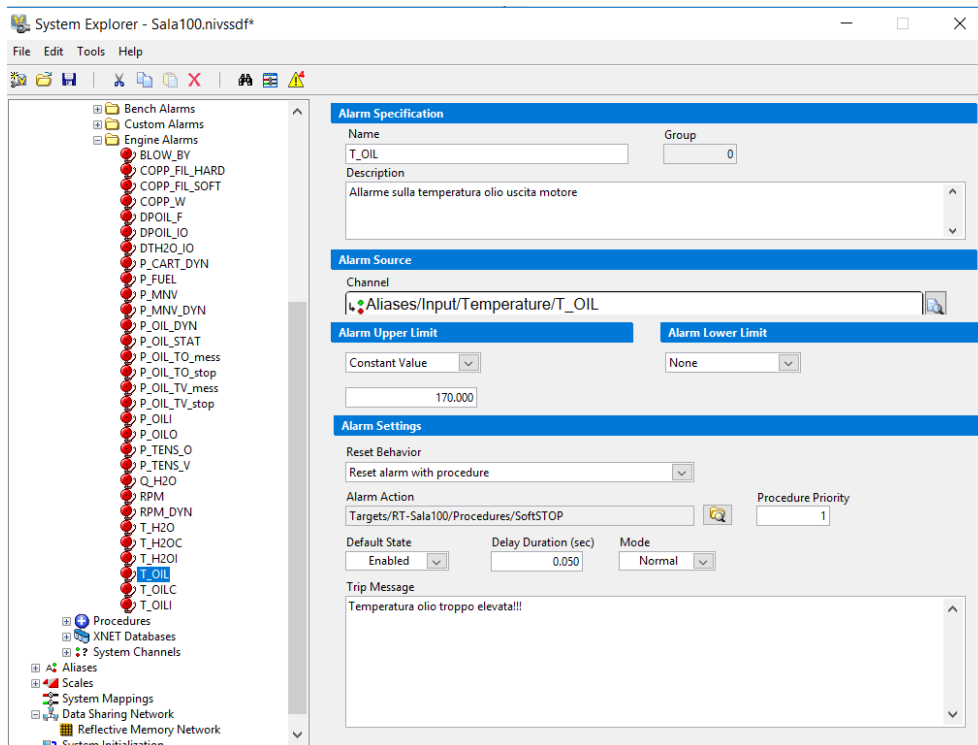 System Explorer - Sala100.nivssdf*
File Edit Tools Help
Bench Alarms
Custom Alarms
Engine Alarms
BLOW_BY
COPP_FIL_HARD
COPP_FIL_SOFT
COPP_W
DPOIL_F
DPOIL_IO
DTH2O_IO
P_CART_DYN
P_FUEL
P_MNV
P_MNV_DYN
P_OIL_DYN
P_OIL_STAT
P_OIL_TO_mess
P_OIL_TO_stop
P_OIL_TV_mess
P_OIL_TV_stop
P_OILI
P_OILO
P_TENS_O
P_TENS_V
Q_H2O
RPM
RPM_DYN
T_H2O
T_H2OC
T_H2OI
T_OIL
T_OILC
T_OILI
Procedures
XNET Databases
System Channels
Aliases
Scales
System Mappings
Data Sharing Network
Reflective Memory Network
System Initialization
Alarm Specification
Name Group
T_OIL 0
Description
Allarme sulla temperatura olio uscita motore
Alarm Source
Channel
Aliases/Input/Temperature/T_OIL
Alarm Upper Limit Alarm Lower Limit
Constant Value None
170.000
Alarm Settings
Reset Behavior
Reset alarm with procedure
Alarm Action Procedure Priority
Targets/RT-Sala100/Procedures/SoftSTOP 1
Default State Delay Duration (sec) Mode
Enabled 0.050 Normal
Trip Message
Temperatura olio troppo elevata!!!